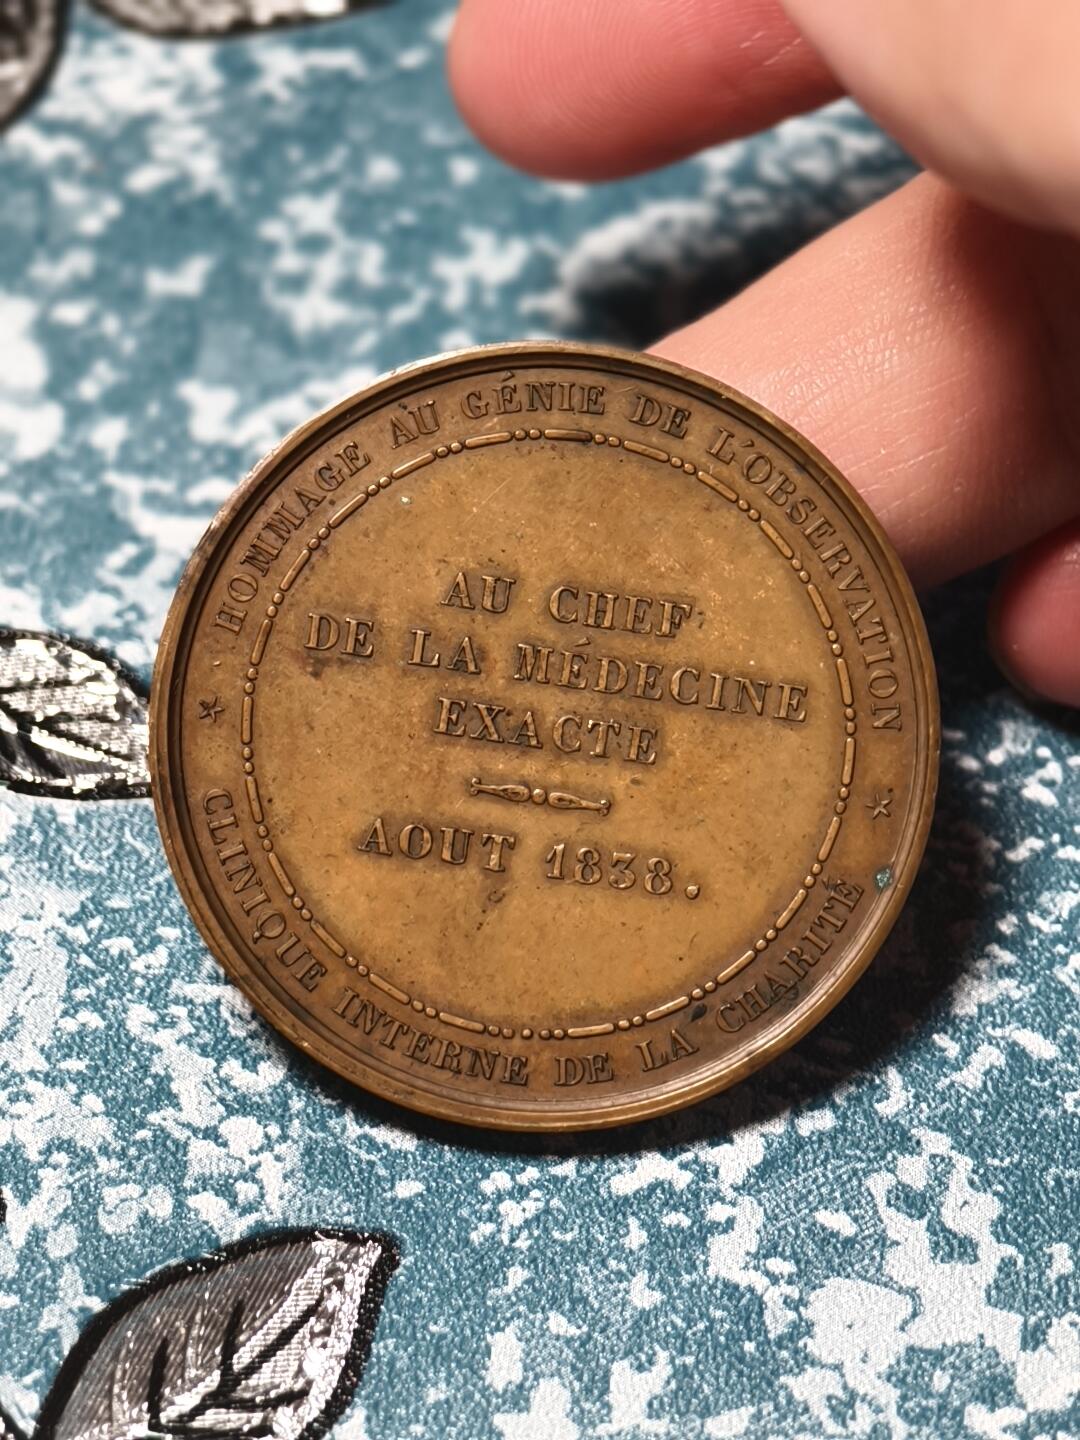 HOMMAGE AU GÉNIE DE L'OBSERVATION
AU CHEF
DE LA MÉDECINE
EXACTE
AOUT 1838.
CLINIQUE INTERNE DE LA CHARITÉ